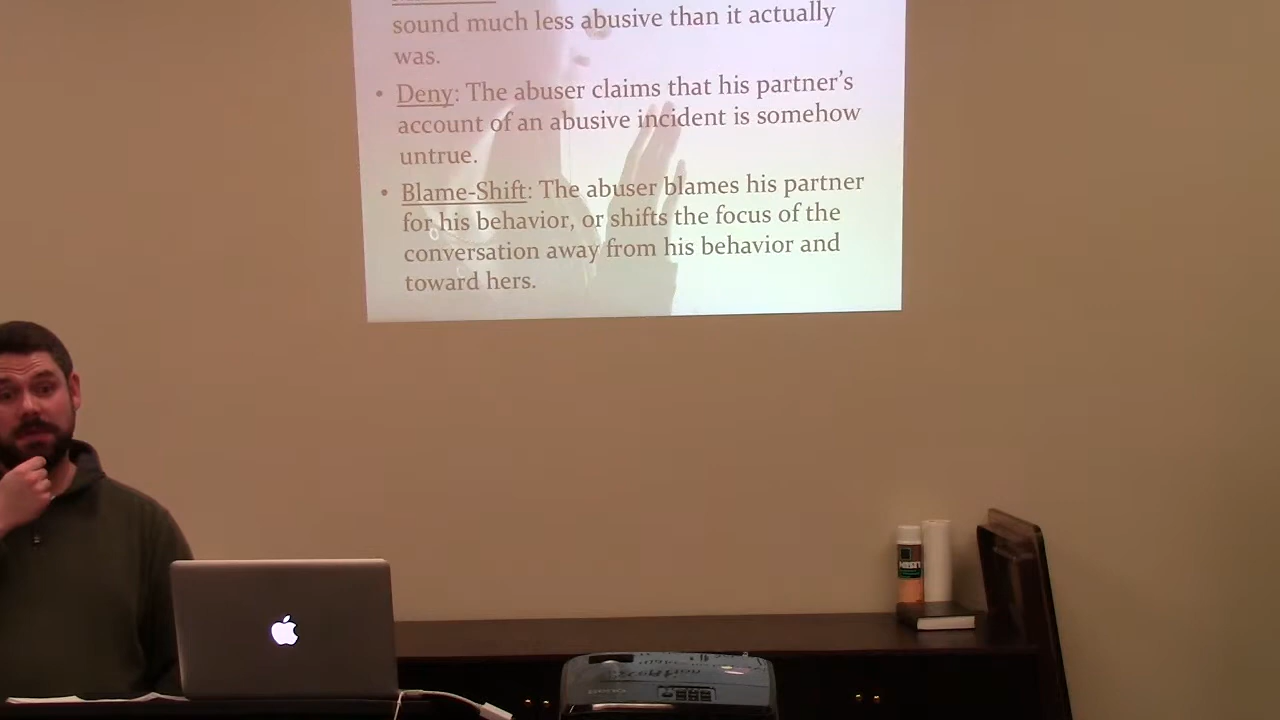 sound much less abusive than it actually
was.
• Deny: The abuser claims that his partner's
account of an abusive incident is somehow
untrue.
• Blame-Shift: The abuser blames his partner
for his behavior, or shifts the focus of the
conversation away from his behavior and
toward hers.